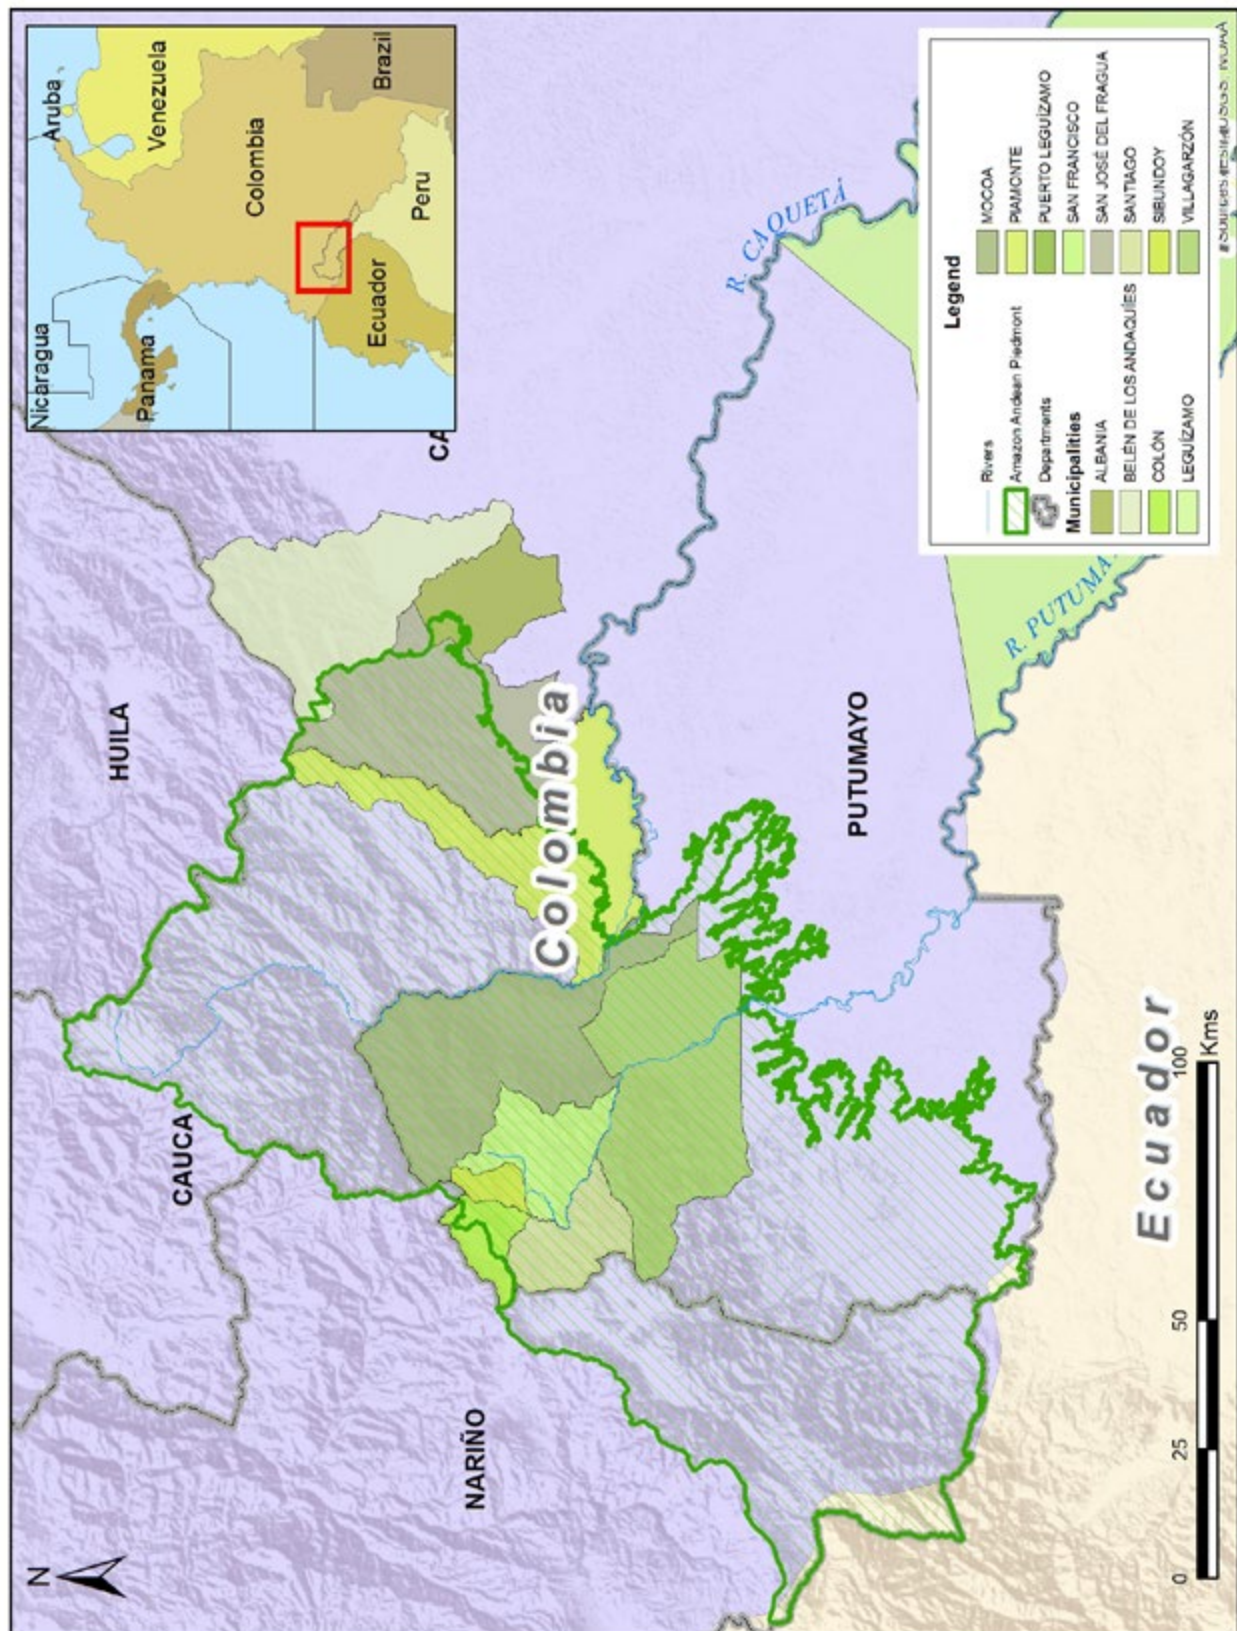 N
HUILA
CAUCA
NARIÑO
PUTUMAYO
CA
Colombia
Ecuador
R. CAQUETÁ
R. PUTUMA
Nicaragua
Aruba
Panama
Venezuela
Colombia
Ecuador
Peru
Brazil
Legend
Rivers
Amazon Andean Piedmont
Departments
Municipalities
ALBANIA
BELÉN DE LOS ANDAQUÍES
COLÓN
LEGUÍZAMO
MOCOA
PIAMONTE
PUERTO LEGUÍZAMO
SAN FRANCISCO
SAN JOSÉ DEL FRAGUA
SANTIAGO
SIBUNDOY
VILLAGARZÓN
0 25 50 100
Kms